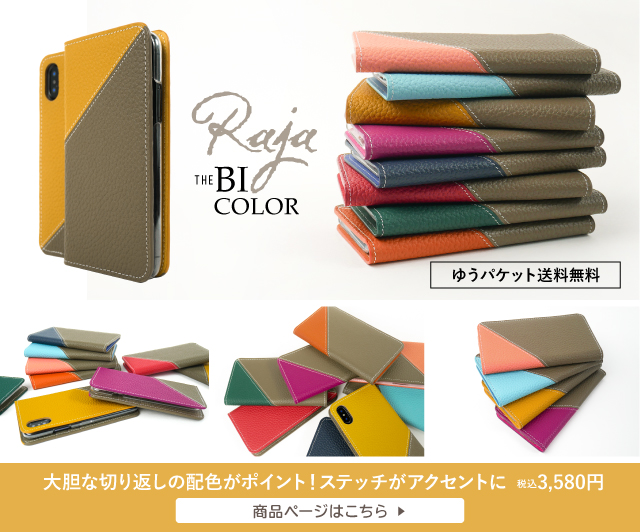 Raja
THE BI
COLOR
ゆうパケット送料無料
大胆な切り返しの配色がポイント!ステッチがアクセントに 税込3,580円
商品ページはこちら ▶